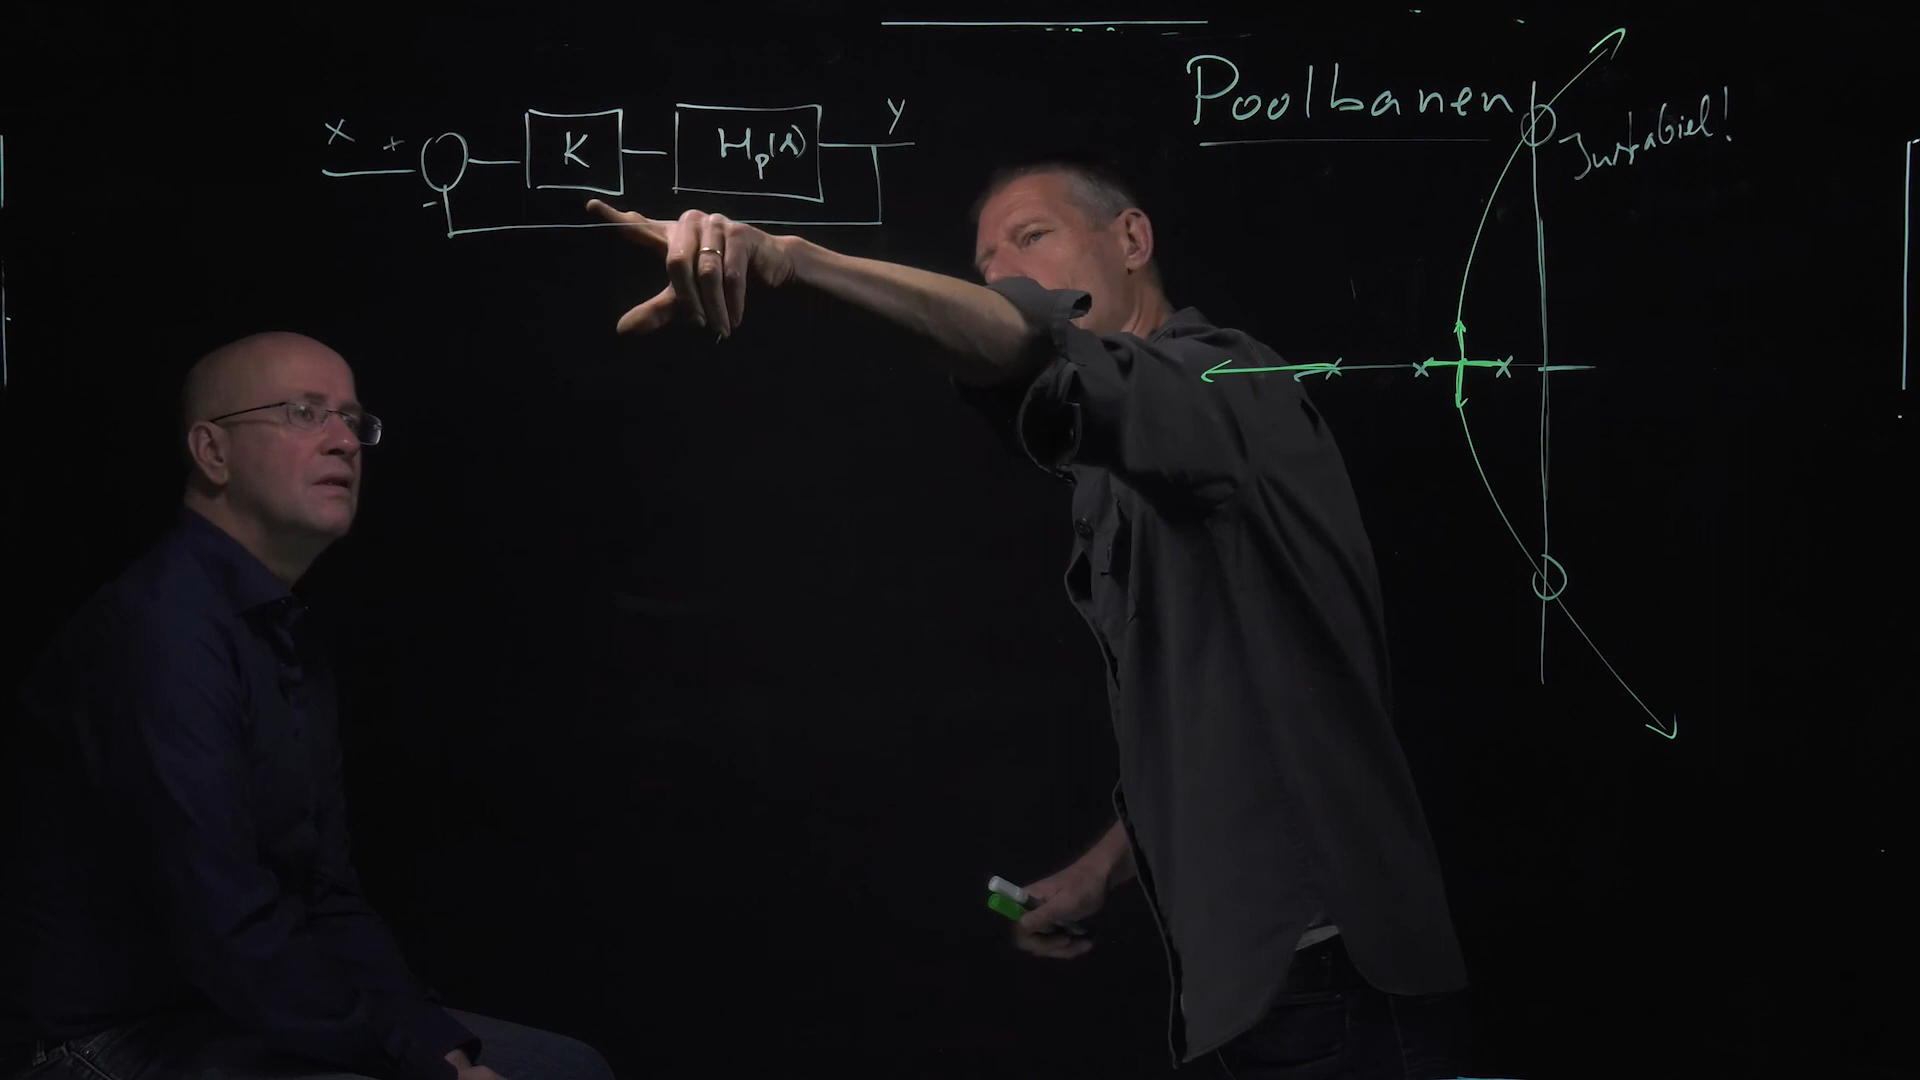 x + - K Hp(s) y
Poolbanen
Instabiel!